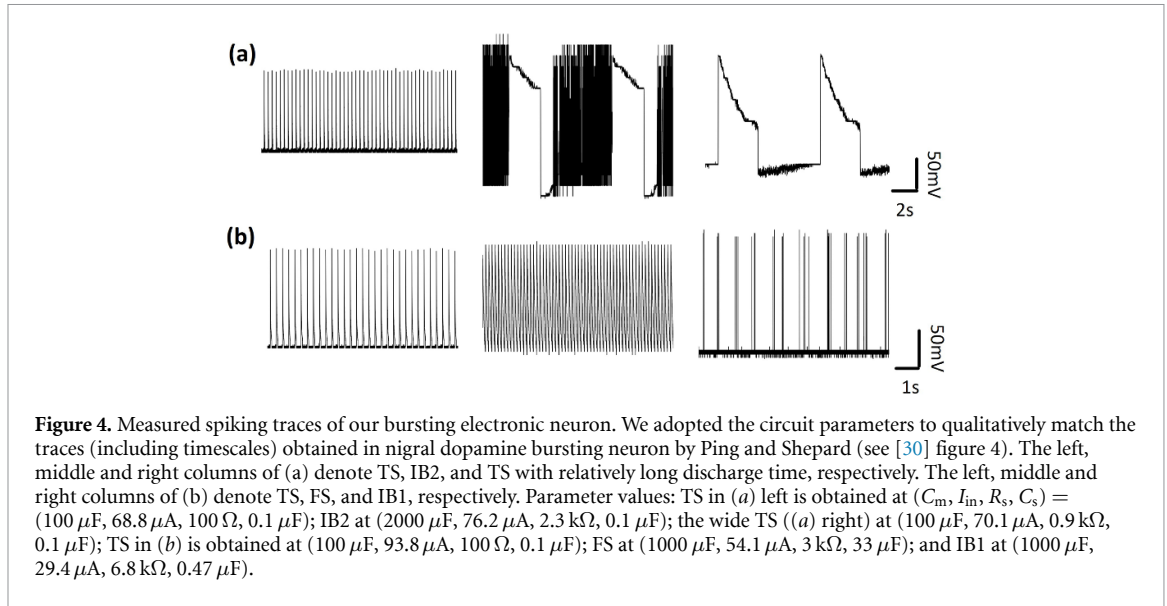 (a)
50mV
2s
(b)
50mV
1s
Figure 4. Measured spiking traces of our bursting electronic neuron. We adopted the circuit parameters to qualitatively match the
traces (including timescales) obtained in nigral dopamine bursting neuron by Ping and Shepard (see [30] figure 4). The left,
middle and right columns of (a) denote TS, IB2, and TS with relatively long discharge time, respectively. The left, middle and
right columns of (b) denote TS, FS, and IB1, respectively. Parameter values: TS in (a) left is obtained at (Cm, Iin, Rs, Cs) =
(100 μF, 68.8 μA, 100 Ω, 0.1 μF); IB2 at (2000 μF, 76.2 μA, 2.3 kΩ, 0.1 μF); the wide TS ((a) right) at (100 μF, 70.1 μA, 0.9 kΩ,
0.1 μF); TS in (b) is obtained at (100 μF, 93.8 μA, 100 Ω, 0.1 μF); FS at (1000 μF, 54.1 μA, 3 kΩ, 33 μF); and IB1 at (1000 μF,
29.4 μA, 6.8 kΩ, 0.47 μF).